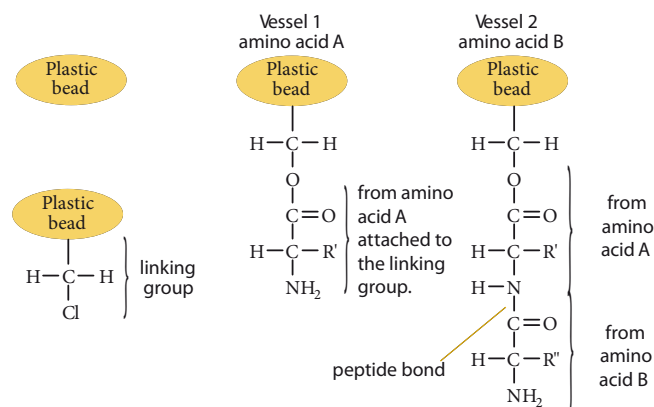 Plastic
bead
Plastic
bead
H—C—H
Cl
linking
group
Vessel 1
amino acid A
Plastic
bead
H—C—H
O
C=O
H—C—R'
NH₂
from amino
acid A
attached to
the linking
group.
Vessel 2
amino acid B
Plastic
bead
H—C—H
O
C=O
H—C—R'
H—N
C=O
H—C—R"
NH₂
peptide bond
from
amino
acid A
from
amino
acid B